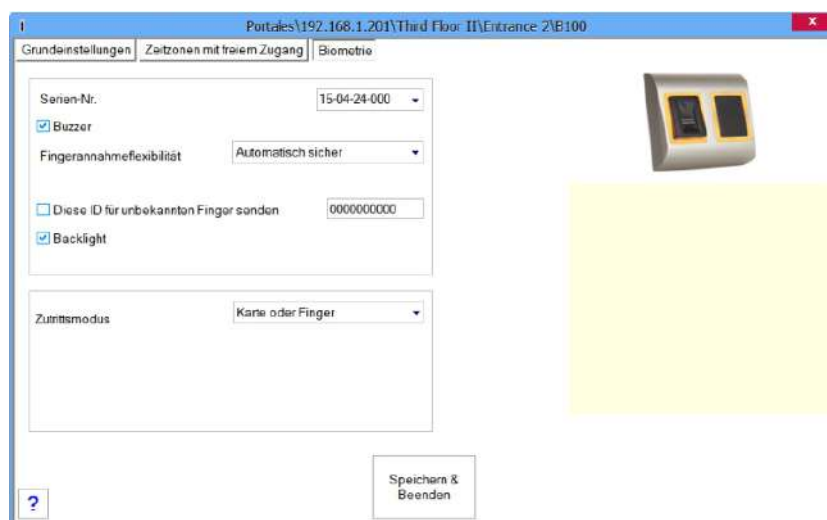 Portales\192.168.1.201\Third Floor II\Entrance 2\B100
x
Grundeinstellungen Zeitzonen mit freiem Zugang Biometrie
Serien-Nr. 15-04-24-000
Buzzer
Fingerannahmeflexibilität Automatisch sicher
Diese ID für unbekannten Finger senden 0000000000
Backlight
Zutrittsmodus Karte oder Finger
Speichern &
Beenden
?